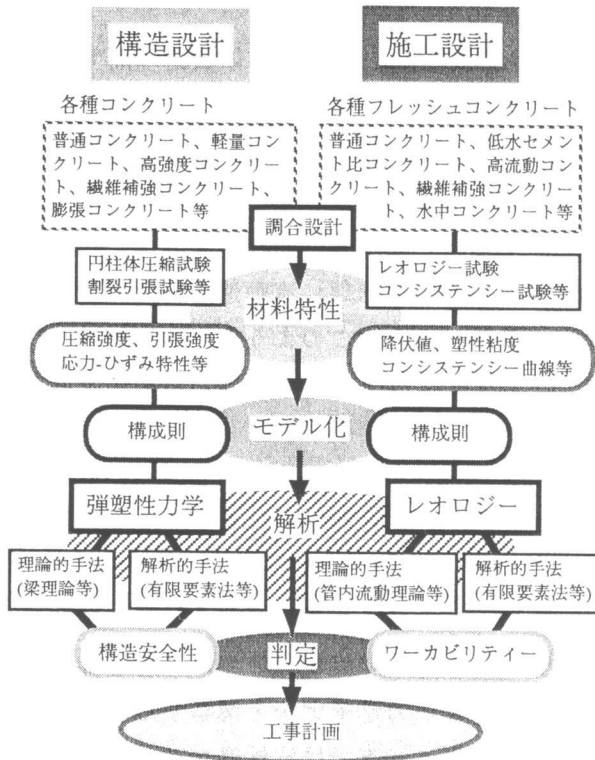 構造設計
施工設計
各種コンクリート
各種フレッシュコンクリート
普通コンクリート、軽量コン
クリート、高強度コンクリー
ト、繊維補強コンクリート、
膨張コンクリート等
普通コンクリート、低水セメン
ト比コンクリート、高流動コン
クリート、繊維補強コンクリー
ト、水中コンクリート等
調合設計
円柱体圧縮試験
割裂引張試験等
レオロジー試験
コンシステンシー試験等
材料特性
圧縮強度、引張強度
応力-ひずみ特性等
降伏値、塑性粘度
コンシステンシー曲線等
構成則
モデル化
構成則
弾塑性力学
解析
レオロジー
理論的手法
(梁理論等)
解析的手法
(有限要素法等)
理論的手法
(管内流動理論等)
解析的手法
(有限要素法等)
構造安全性
判定
ワーカビリティー
工事計画